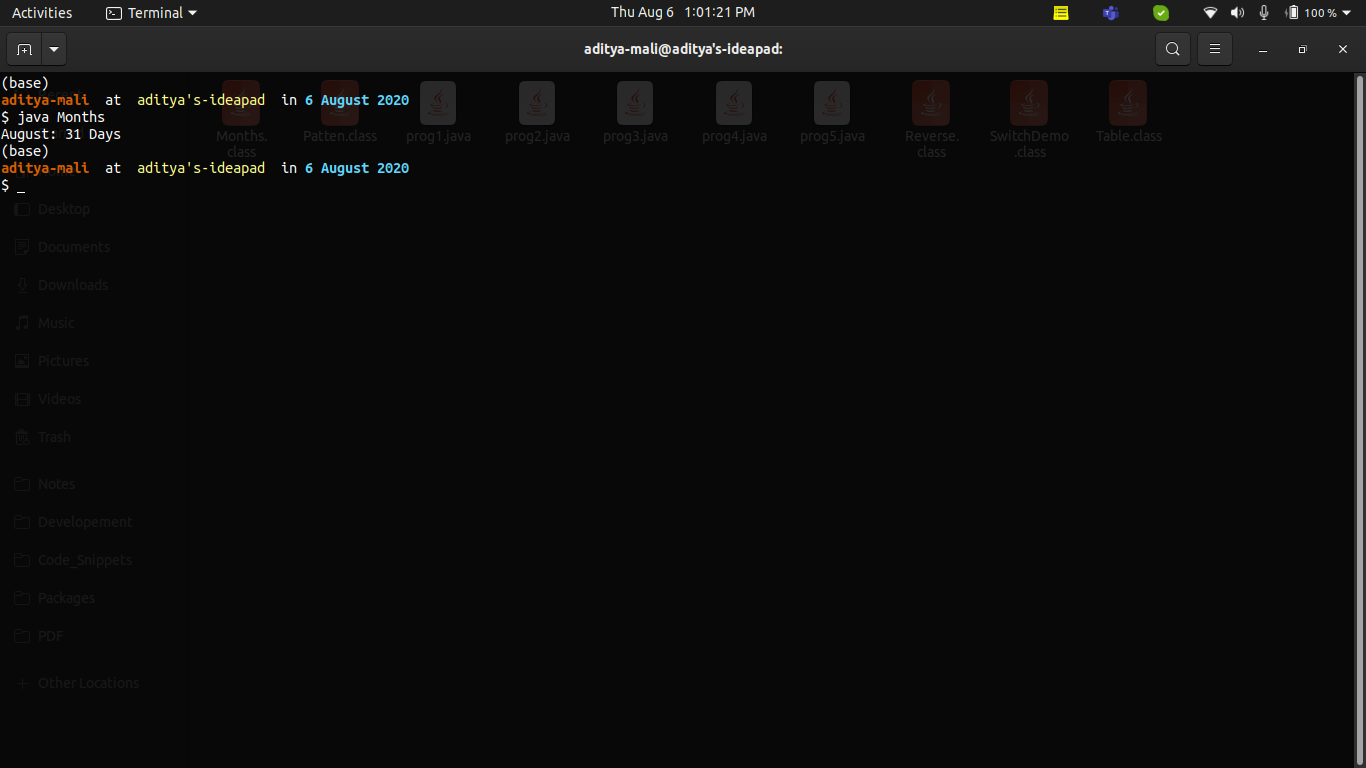 Activities Terminal Thu Aug 6 1:01:21 PM 100 %
aditya-mali@aditya's-ideapad:
(base)
aditya-mali at aditya's-ideapad in 6 August 2020
$ java Months
August: 31 Days
(base)
aditya-mali at aditya's-ideapad in 6 August 2020
$ _
Months.
class
Patten.class
prog1.java
prog2.java
prog3.java
prog4.java
prog5.java
Reverse.
class
SwitchDemo
.class
Table.class
Desktop
Documents
Downloads
Music
Pictures
Videos
Trash
Notes
Developement
Code_Snippets
Packages
PDF
Other Locations